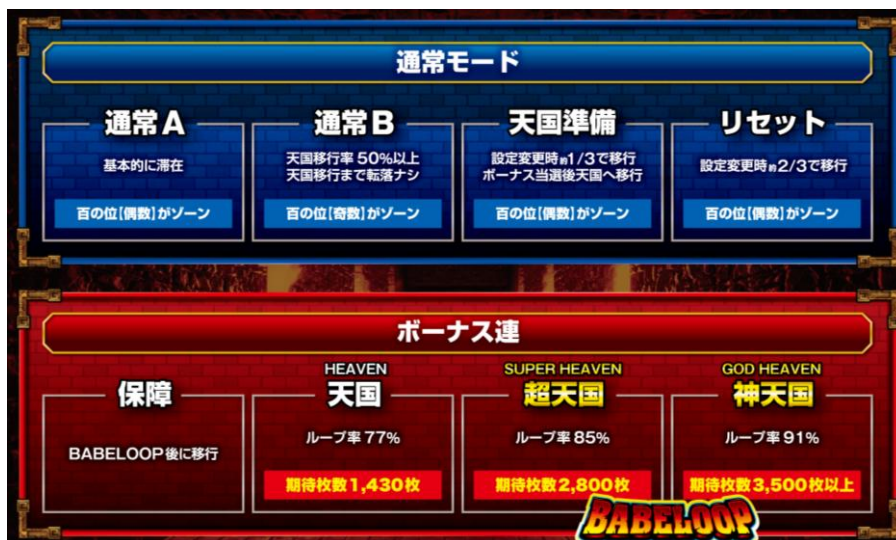 通常モード
通常A
基本的に滞在
百の位【偶数】がゾーン
通常B
天国移行率50%以上
天国移行まで転落ナシ
百の位【奇数】がゾーン
天国準備
設定変更時約1/3で移行
ボーナス当選後天国へ移行
百の位【偶数】がゾーン
リセット
設定変更時約2/3で移行
百の位【偶数】がゾーン
ボーナス連
保障
BABELOOP後に移行
HEAVEN
天国
ループ率77%
期待枚数1,430枚
SUPER HEAVEN
超天国
ループ率85%
期待枚数2,800枚
GOD HEAVEN
神天国
ループ率91%
期待枚数3,500枚以上
BABELOOP